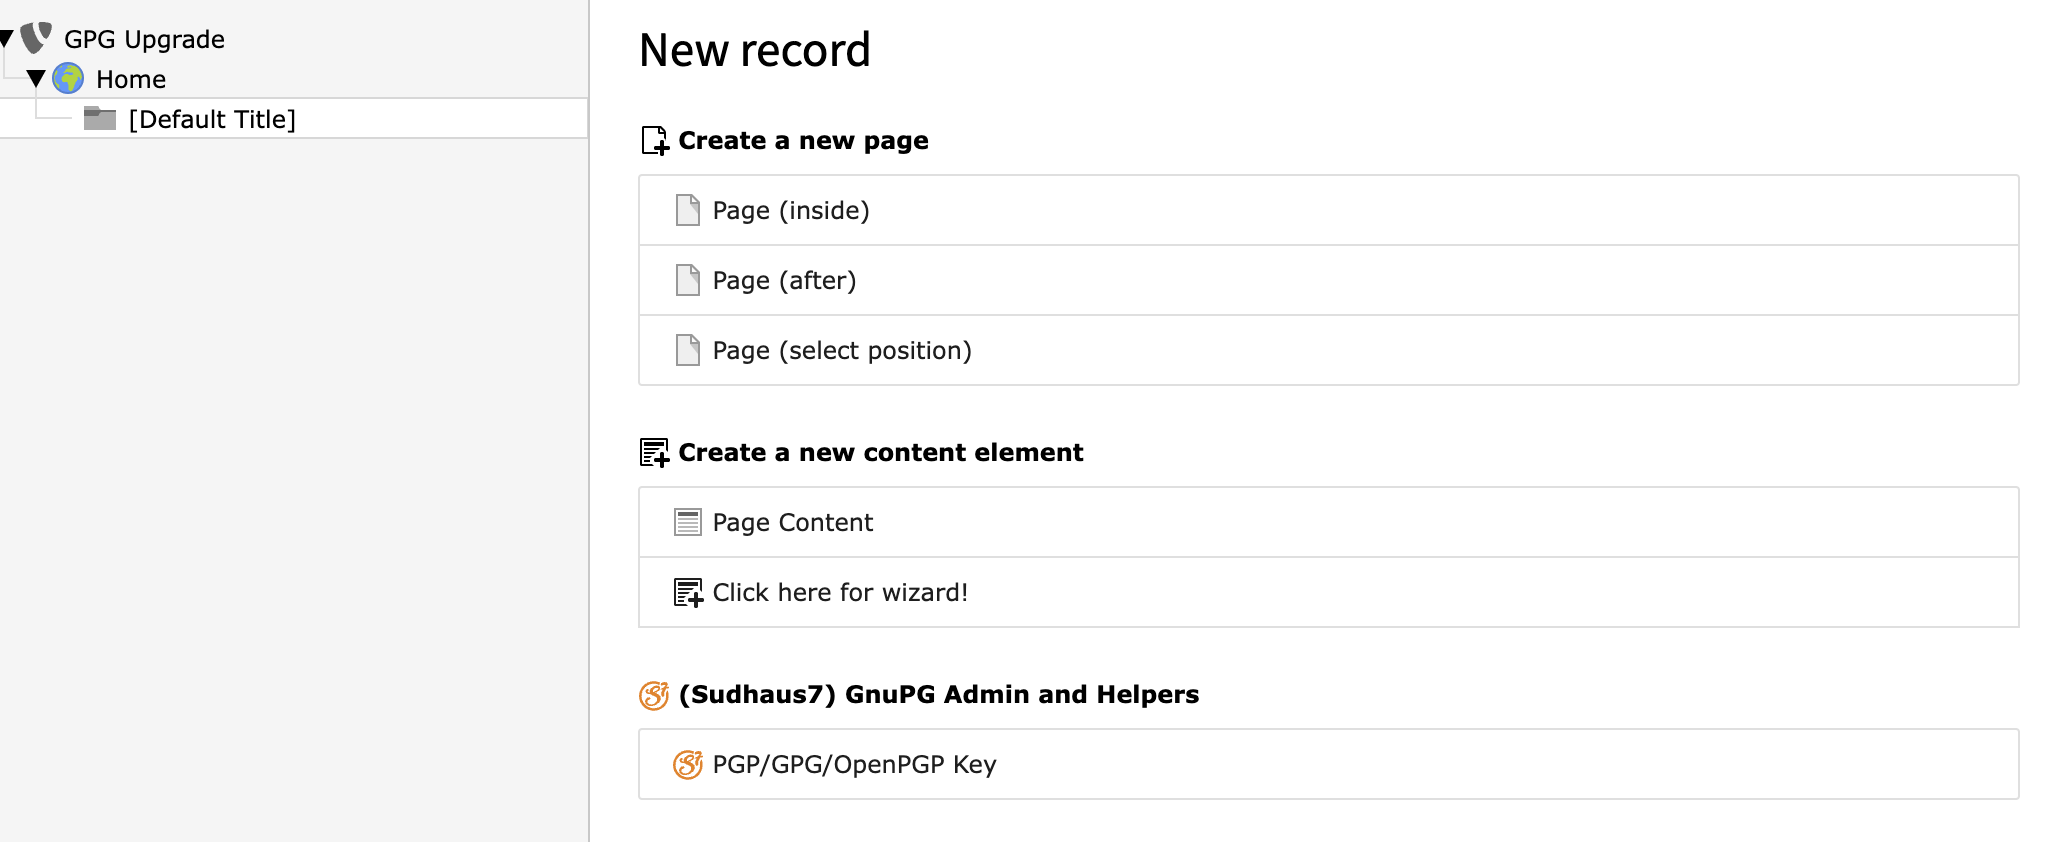 GPG Upgrade
Home
[Default Title]
New record
Create a new page
Page (inside)
Page (after)
Page (select position)
Create a new content element
Page Content
Click here for wizard!
(Sudhaus7) GnuPG Admin and Helpers
PGP/GPG/OpenPGP Key